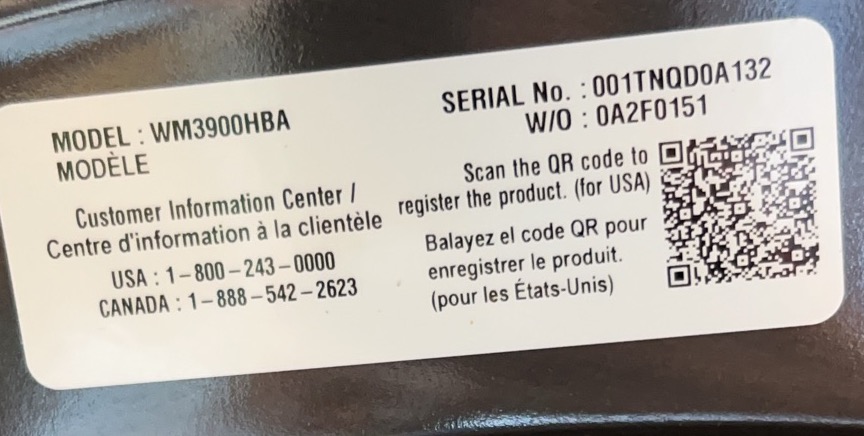 MODEL : WM3900HBA
MODÈLE
Customer Information Center /
Centre d'information à la clientèle
USA : 1-800-243-0000
CANADA : 1-888-542-2623
SERIAL No. : 001TNQD0A132
W/O : 0A2F0151
Scan the QR code to
register the product. (for USA)
Balayez el code QR pour
enregistrer le produit.
(pour les États-Unis)